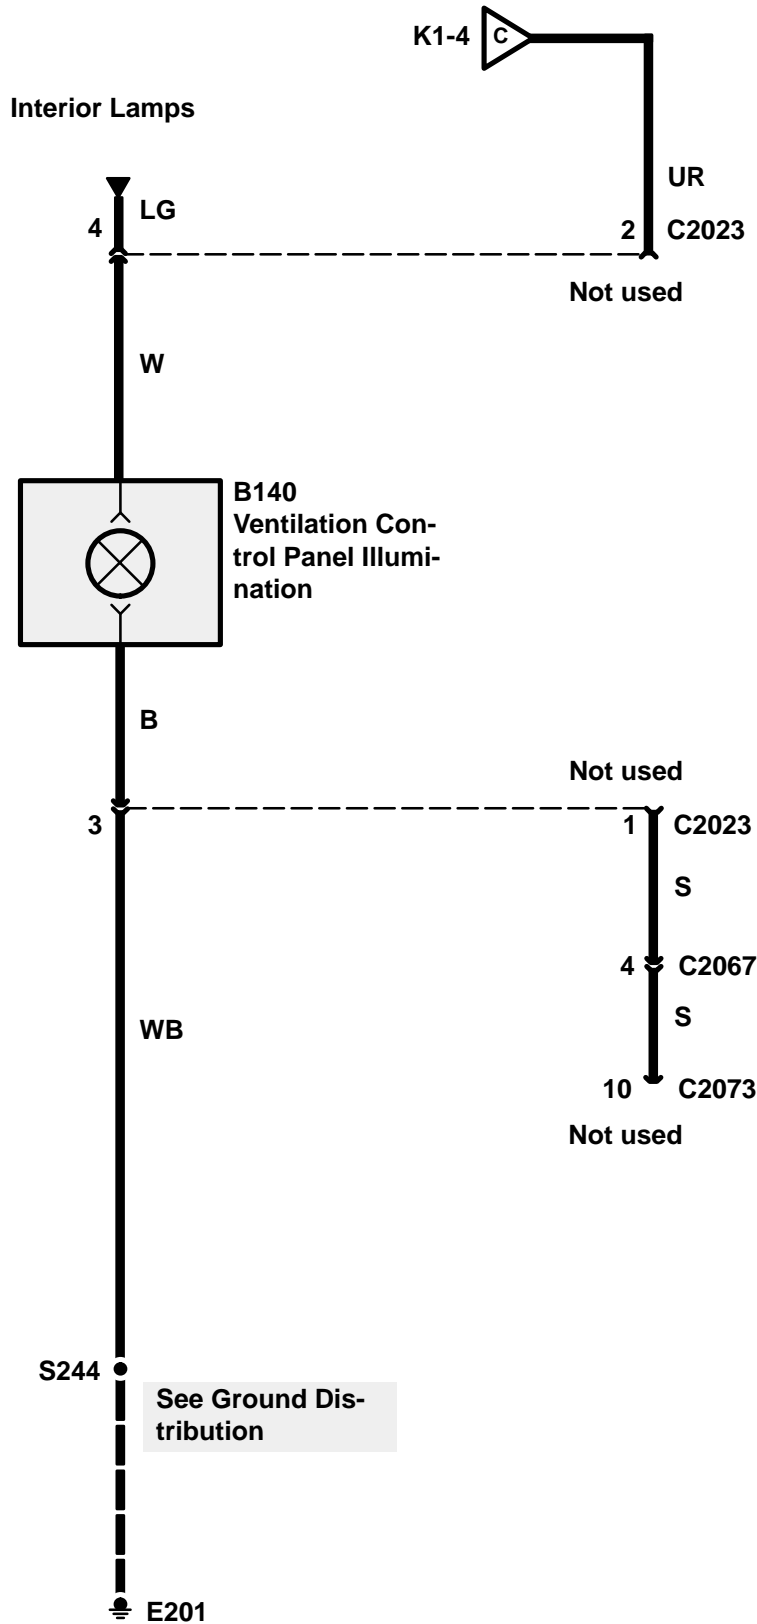 K1-4
C
Interior Lamps
LG
UR
4
2
C2023
Not used
W
B140
Ventilation Con-
trol Panel Illumi-
nation
B
Not used
3
1
C2023
S
4
C2067
S
WB
10
C2073
Not used
S244
See Ground Dis-
tribution
E201